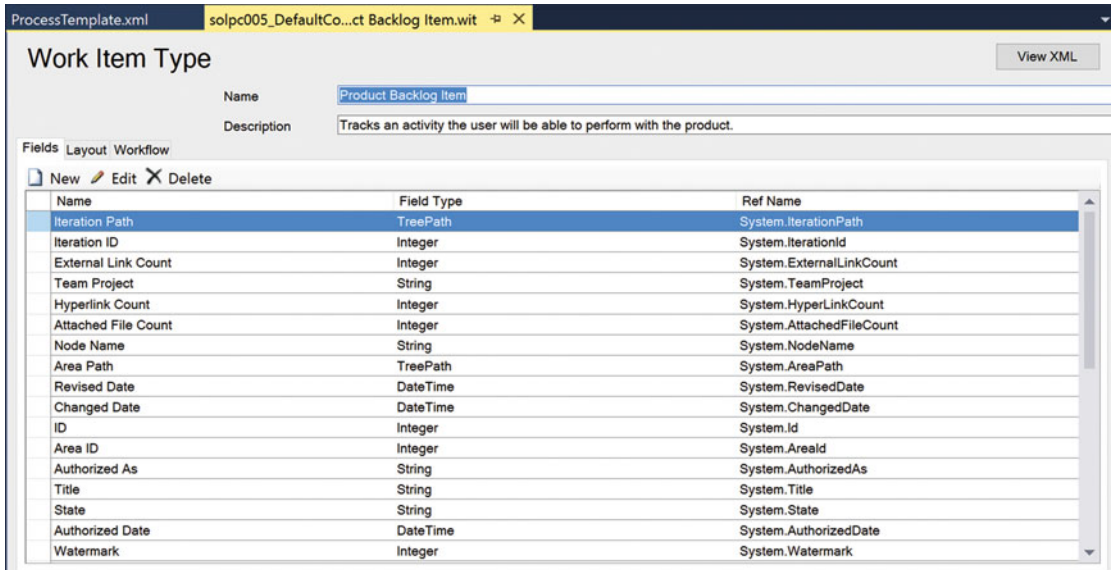 ProcessTemplate.xml solpc005_DefaultCo...ct Backlog Item.wit
Work Item Type
View XML
Name Product Backlog Item
Description Tracks an activity the user will be able to perform with the product.
Fields Layout Workflow
New Edit Delete
Name Field Type Ref Name
Iteration Path TreePath System.IterationPath
Iteration ID Integer System.IterationId
External Link Count Integer System.ExternalLinkCount
Team Project String System.TeamProject
Hyperlink Count Integer System.HyperLinkCount
Attached File Count Integer System.AttachedFileCount
Node Name String System.NodeName
Area Path TreePath System.AreaPath
Revised Date DateTime System.RevisedDate
Changed Date DateTime System.ChangedDate
ID Integer System.Id
Area ID Integer System.AreaId
Authorized As String System.AuthorizedAs
Title String System.Title
State String System.State
Authorized Date DateTime System.AuthorizedDate
Watermark Integer System.Watermark